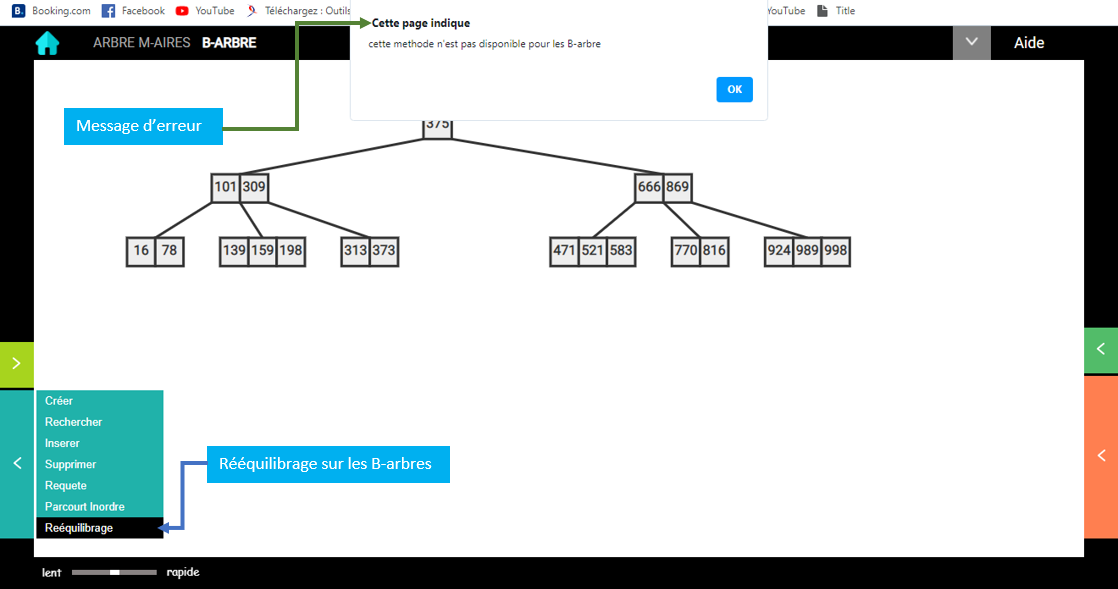 B. Booking.com Facebook YouTube Téléchargez : Outils YouTube Title
Cette page indique
cette methode n'est pas disponible pour les B-arbre
OK
ARBRE M-AIRES B-ARBRE Aide
Message d'erreur
375
101 309 666 869
16 78 139 159 198 313 373 471 521 583 770 816 924 989 998
Créer
Rechercher
Inserer
Supprimer
Requete
Parcourt Inordre
Reéquilibrage
Rééquilibrage sur les B-arbres
lent rapide